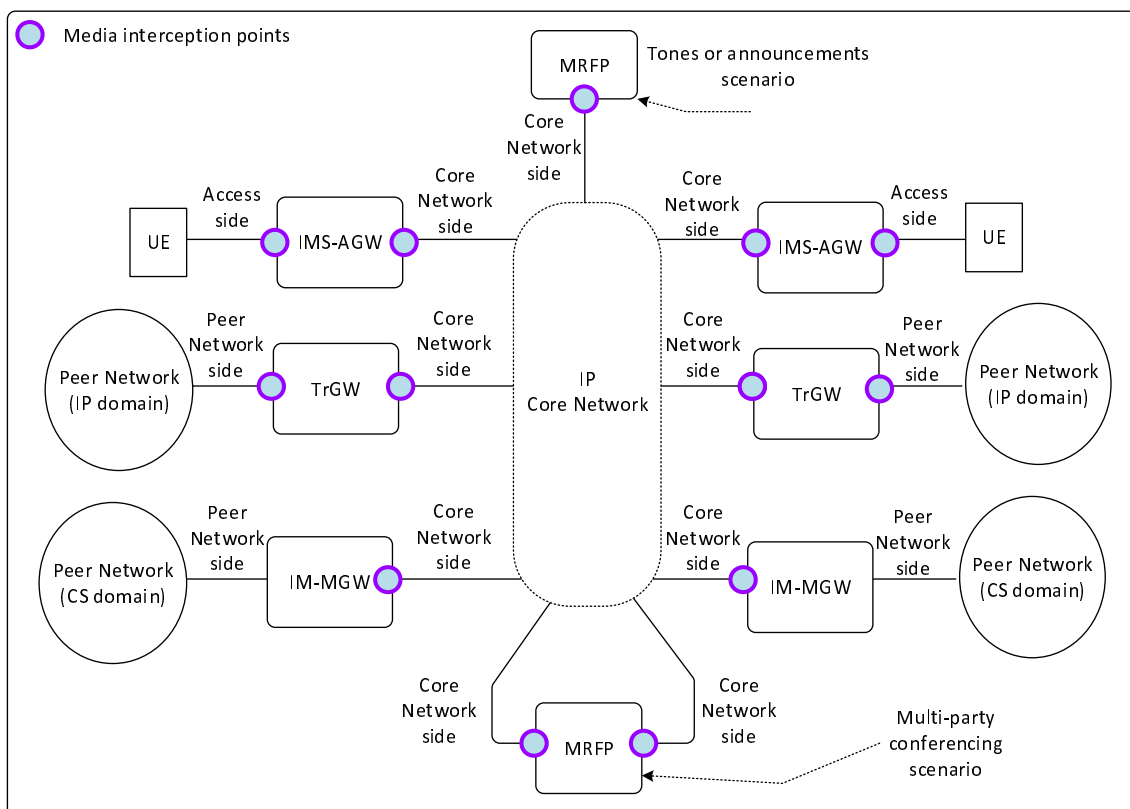 Media interception points
MRFP
Tones or announcements
scenario
Core
Network
side
Access
side
Core
Network
side
UE
IMS-AGW
Core
Network
side
Access
side
IMS-AGW
UE
Peer
Network
side
Core
Network
side
Peer Network
(IP domain)
TrGW
IP
Core Network
Core
Network
side
Peer
Network
side
TrGW
Peer Network
(IP domain)
Peer
Network
side
Core
Network
side
Peer Network
(CS domain)
IM-MGW
Core
Network
side
Peer
Network
side
IM-MGW
Peer Network
(CS domain)
Core
Network
side
MRFP
Core
Network
side
Multi-party
conferencing
scenario